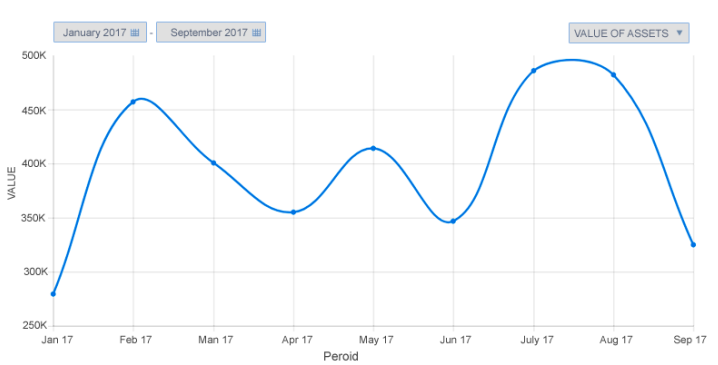 January 2017 - September 2017
VALUE OF ASSETS
500K
450K
400K
350K
300K
250K
VALUE
Jan 17 Feb 17 Man 17 Apr 17 May 17 Jun 17 July 17 Aug 17 Sep 17
Peroid